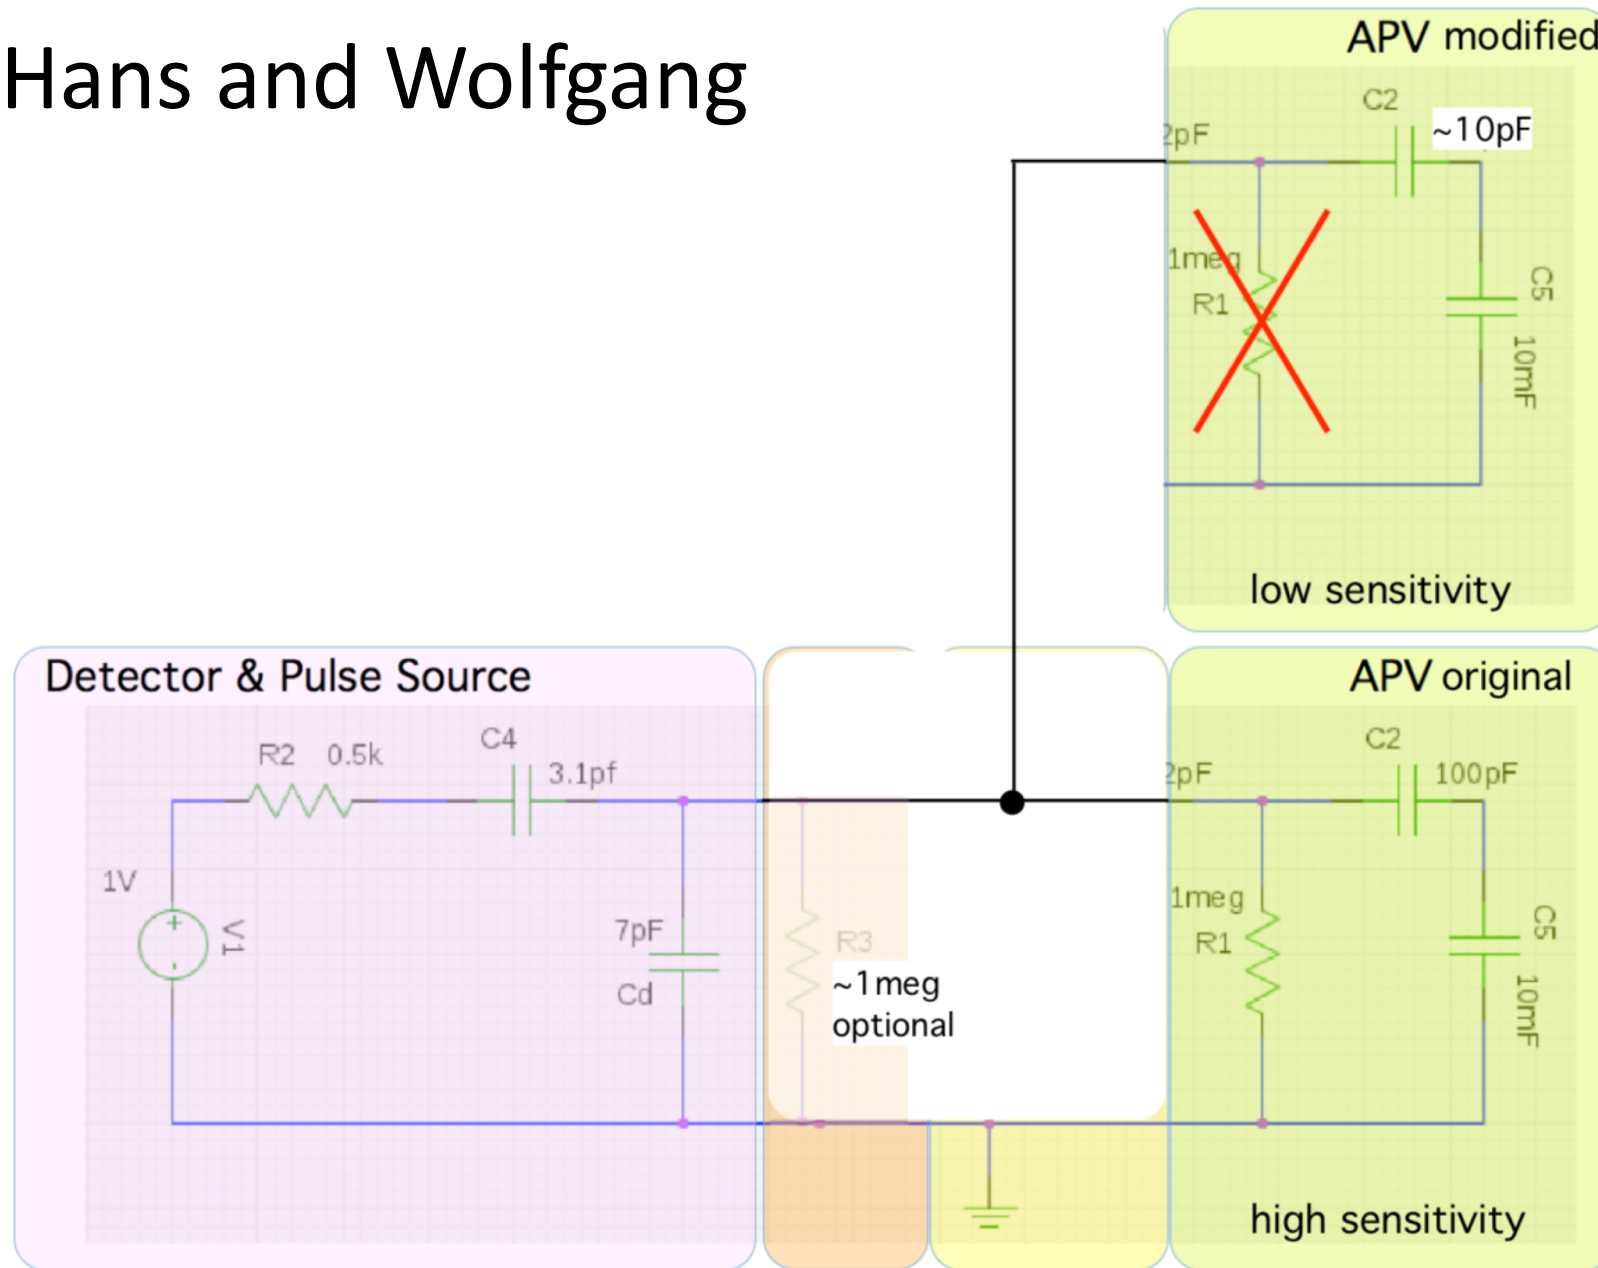 Hans and Wolfgang
APV modified
C2
~10pF
2pF
1meg
R1
C5
10mF
low sensitivity
Detector & Pulse Source
R2 0.5k
C4
3.1pf
1V
V1
7pF
Cd
R3
~1meg
optional
APV original
C2
2pF
100pF
1meg
R1
C5
10mF
high sensitivity